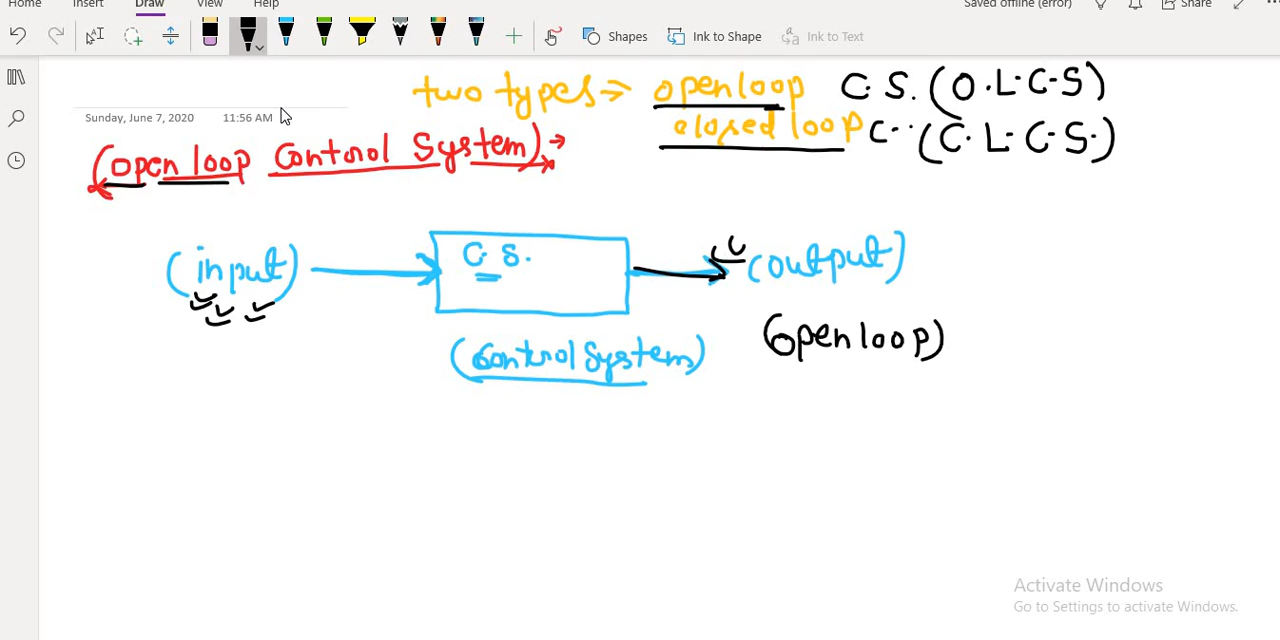 Home Insert Draw View Help Saved offline (error) Share
Shapes Ink to Shape Ink to Text
two types → open loop C. S. (O.L.C.S)
closed loop C.. (C.L.C.S.)
Sunday, June 7, 2020 11:56 AM
(open loop Control System) →
(input) C. S. (output)
(Control System) (open loop)
Activate Windows
Go to Settings to activate Windows.